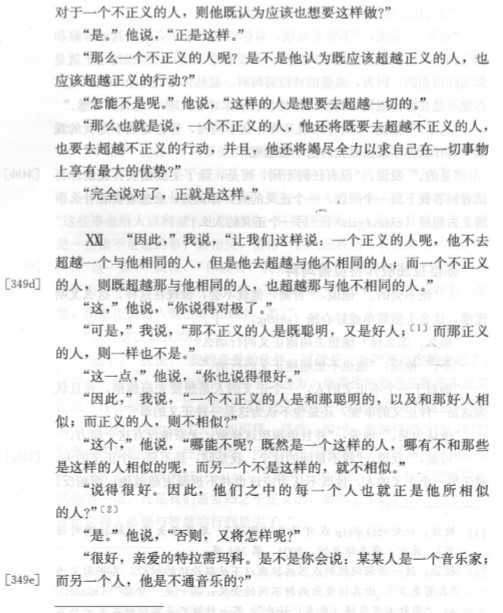 对于一个不正义的人，则他既认为应该也想要这样做?”
“是。”他说，“正是这样。”
“那么一个不正义的人呢？是不是他认为既应该超越正义的人，也
应该超越正义的行动?”
“怎能不是呢。”他说，“这样的人是想要去超越一切的。”
“那么也就是说，一个不正义的人，他还将既要去超越不正义的人，
也要去超越不正义的行动，并且，他还将竭尽全力以求自己在一切事物
上享有最大的优势?”
“完全说对了，正就是这样。”
XXII “因此，”我说，“让我们这样说：一个正义的人呢，他不去
超越一个与他相同的人，但是他去超越与他不相同的人；而一个不正义
[349d] 的人，则既超越那与他相同的人，也超越那与他不相同的人。”
“这，”他说，“你说得对极了。”
“可是，”我说，“那不正义的人是既聪明，又是好人；[1]而那正义
的人，则一样也不是。”
“这一点，”他说，“你也说得很好。”
“因此，”我说，“一个不正义的人是和那聪明的，以及和那好人相
似；而正义的人，则不相似?”
“这个，”他说，“哪能不呢？既然是一个这样的人，哪有不和那些
是这样的人相似的呢，而另一个不是这样的，就不相似。”
“说得很好。因此，他们之中的每一个人也就正是他所相似
的人?”[2]
“是。”他说，“否则，又将怎样呢?”
“很好，亲爱的特拉需玛科。是不是你会说：某某人是一个音乐家；
[349e] 而另一个人，他是不通音乐的?”